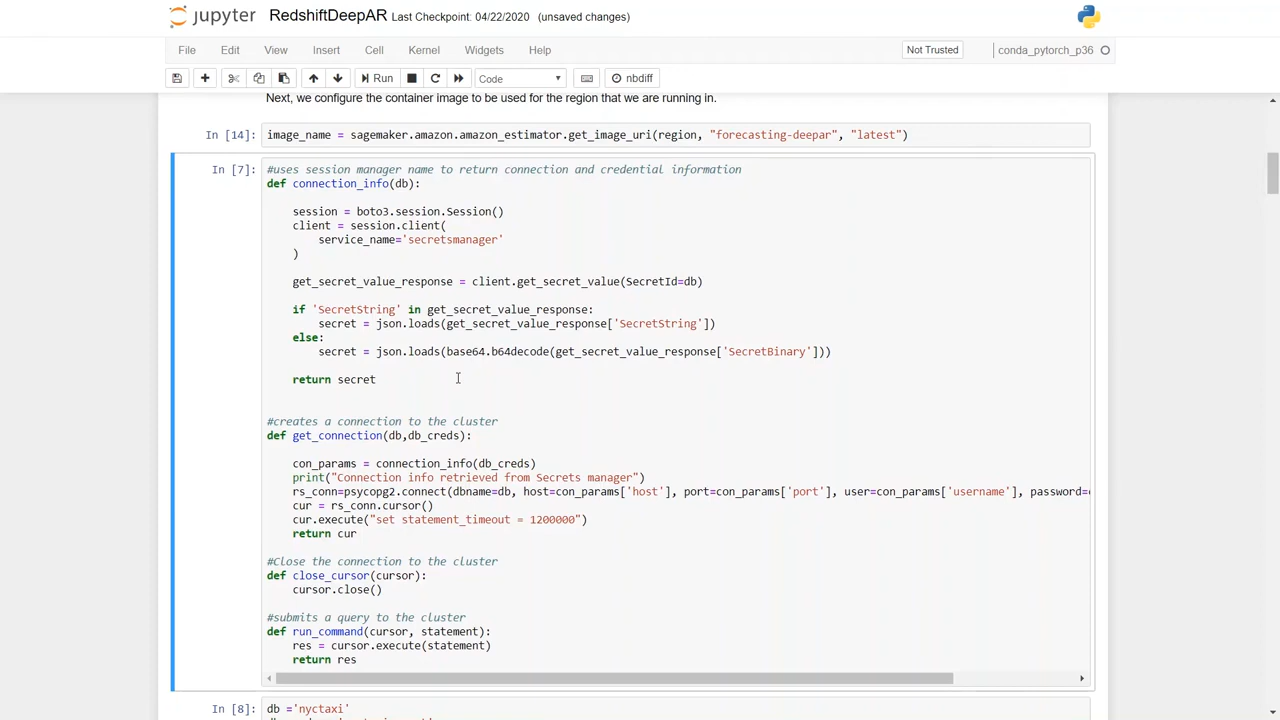 jupyter RedshiftDeepAR Last Checkpoint: 04/22/2020 (unsaved changes)
File Edit View Insert Cell Kernel Widgets Help Not Trusted conda_pytorch_p36
Run Code nbdiff
Next, we configure the container image to be used for the region that we are running in.
In [14]: image_name = sagemaker.amazon.amazon_estimator.get_image_uri(region, "forecasting-deepar", "latest")
In [7]: #uses session manager name to return connection and credential information
def connection_info(db):
session = boto3.session.Session()
client = session.client(
service_name='secretsmanager'
)
get_secret_value_response = client.get_secret_value(SecretId=db)
if 'SecretString' in get_secret_value_response:
secret = json.loads(get_secret_value_response['SecretString'])
else:
secret = json.loads(base64.b64decode(get_secret_value_response['SecretBinary']))
return secret
#creates a connection to the cluster
def get_connection(db,db_creds):
con_params = connection_info(db_creds)
print("Connection info retrieved from Secrets manager")
rs_conn=psycopg2.connect(dbname=db, host=con_params['host'], port=con_params['port'], user=con_params['username'], password=
cur = rs_conn.cursor()
cur.execute("set statement_timeout = 1200000")
return cur
#Close the connection to the cluster
def close_cursor(cursor):
cursor.close()
#submits a query to the cluster
def run_command(cursor, statement):
res = cursor.execute(statement)
return res
In [8]: db ='nyctaxi'